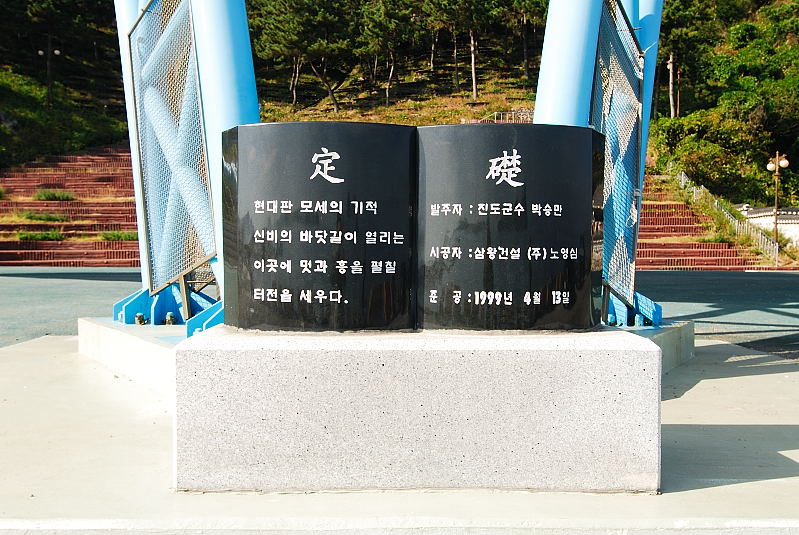 定
현대판 모세의 기적
신비의 바닷길이 열리는
이곳에 멋과 흥을 펼칠
터전을 세우다.
礎
발주자 : 진도군수 박승만
시공자 : 삼왕건설 (주) 노영심
준 공 : 1999년 4월 13일